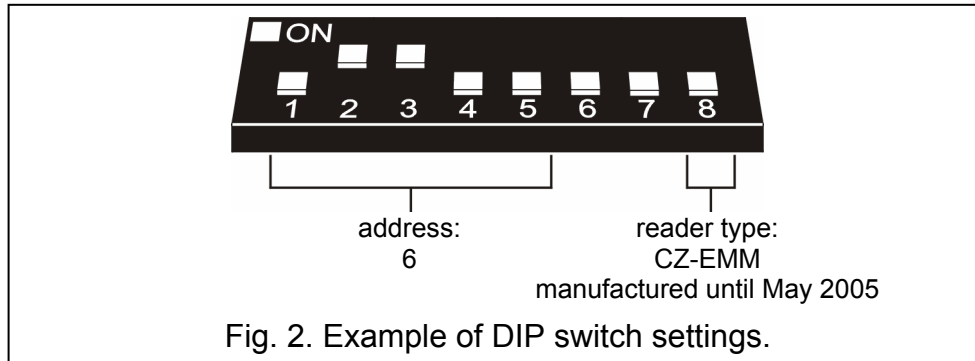 ON
1 2 3 4 5 6 7 8
address:
6
reader type:
CZ-EMM
manufactured until May 2005
Fig. 2. Example of DIP switch settings.